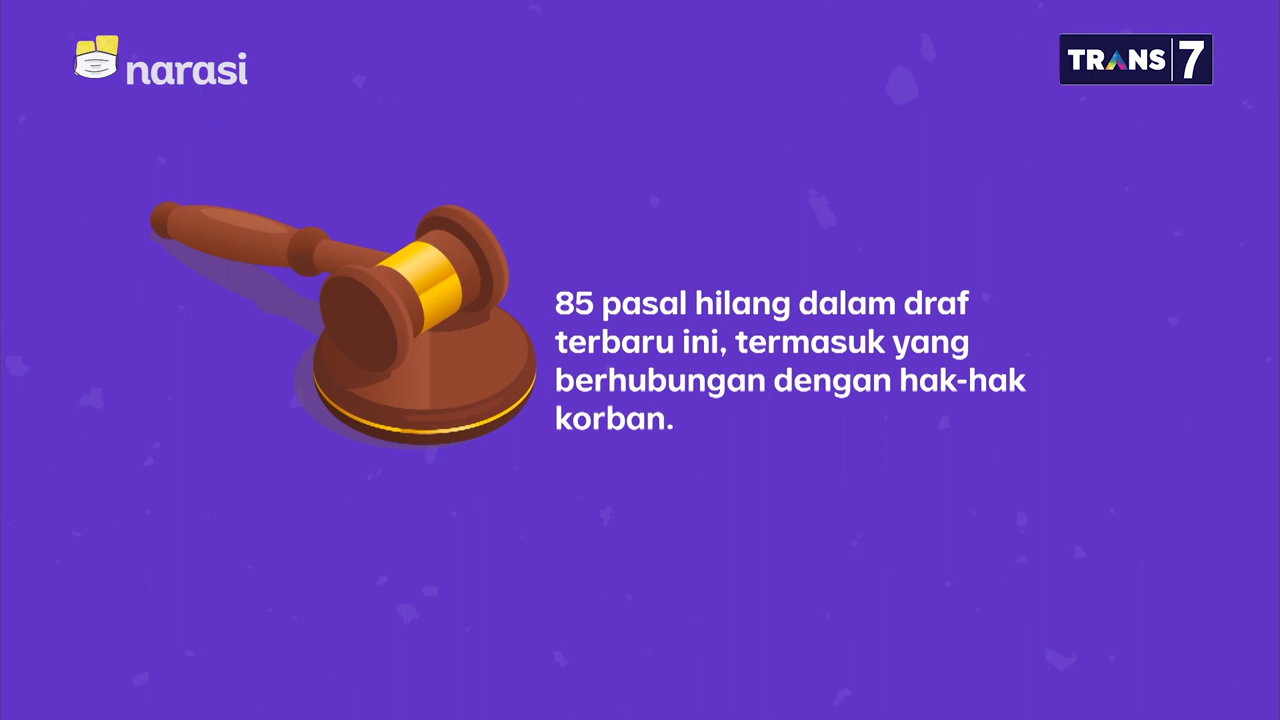 narasi
TRANS 7
85 pasal hilang dalam draf
terbaru ini, termasuk yang
berhubungan dengan hak-hak
korban.